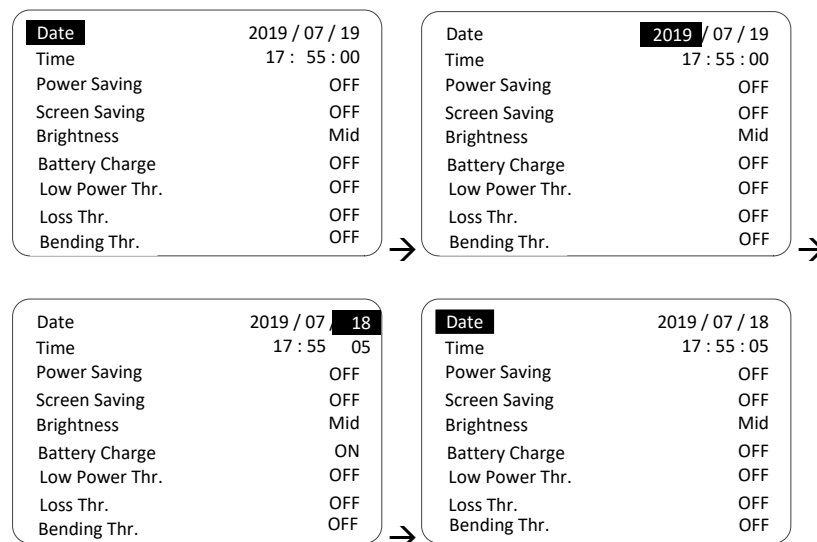 Date 2019 / 07 / 19
Time 17 : 55 : 00
Power Saving OFF
Screen Saving OFF
Brightness Mid
Battery Charge OFF
Low Power Thr. OFF
Loss Thr. OFF
Bending Thr. OFF
→
Date 2019 / 07 / 19
Time 17 : 55 : 00
Power Saving OFF
Screen Saving OFF
Brightness Mid
Battery Charge OFF
Low Power Thr. OFF
Loss Thr. OFF
Bending Thr. OFF
→
Date 2019 / 07 / 18
Time 17 : 55 05
Power Saving OFF
Screen Saving OFF
Brightness Mid
Battery Charge ON
Low Power Thr. OFF
Loss Thr. OFF
Bending Thr. OFF
→
Date 2019 / 07 / 18
Time 17 : 55 : 05
Power Saving OFF
Screen Saving OFF
Brightness Mid
Battery Charge OFF
Low Power Thr. OFF
Loss Thr. OFF
Bending Thr. OFF